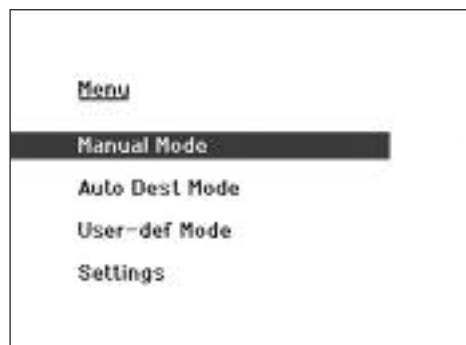 Menu
Manual Mode
Auto Dest Mode
User-def Mode
Settings